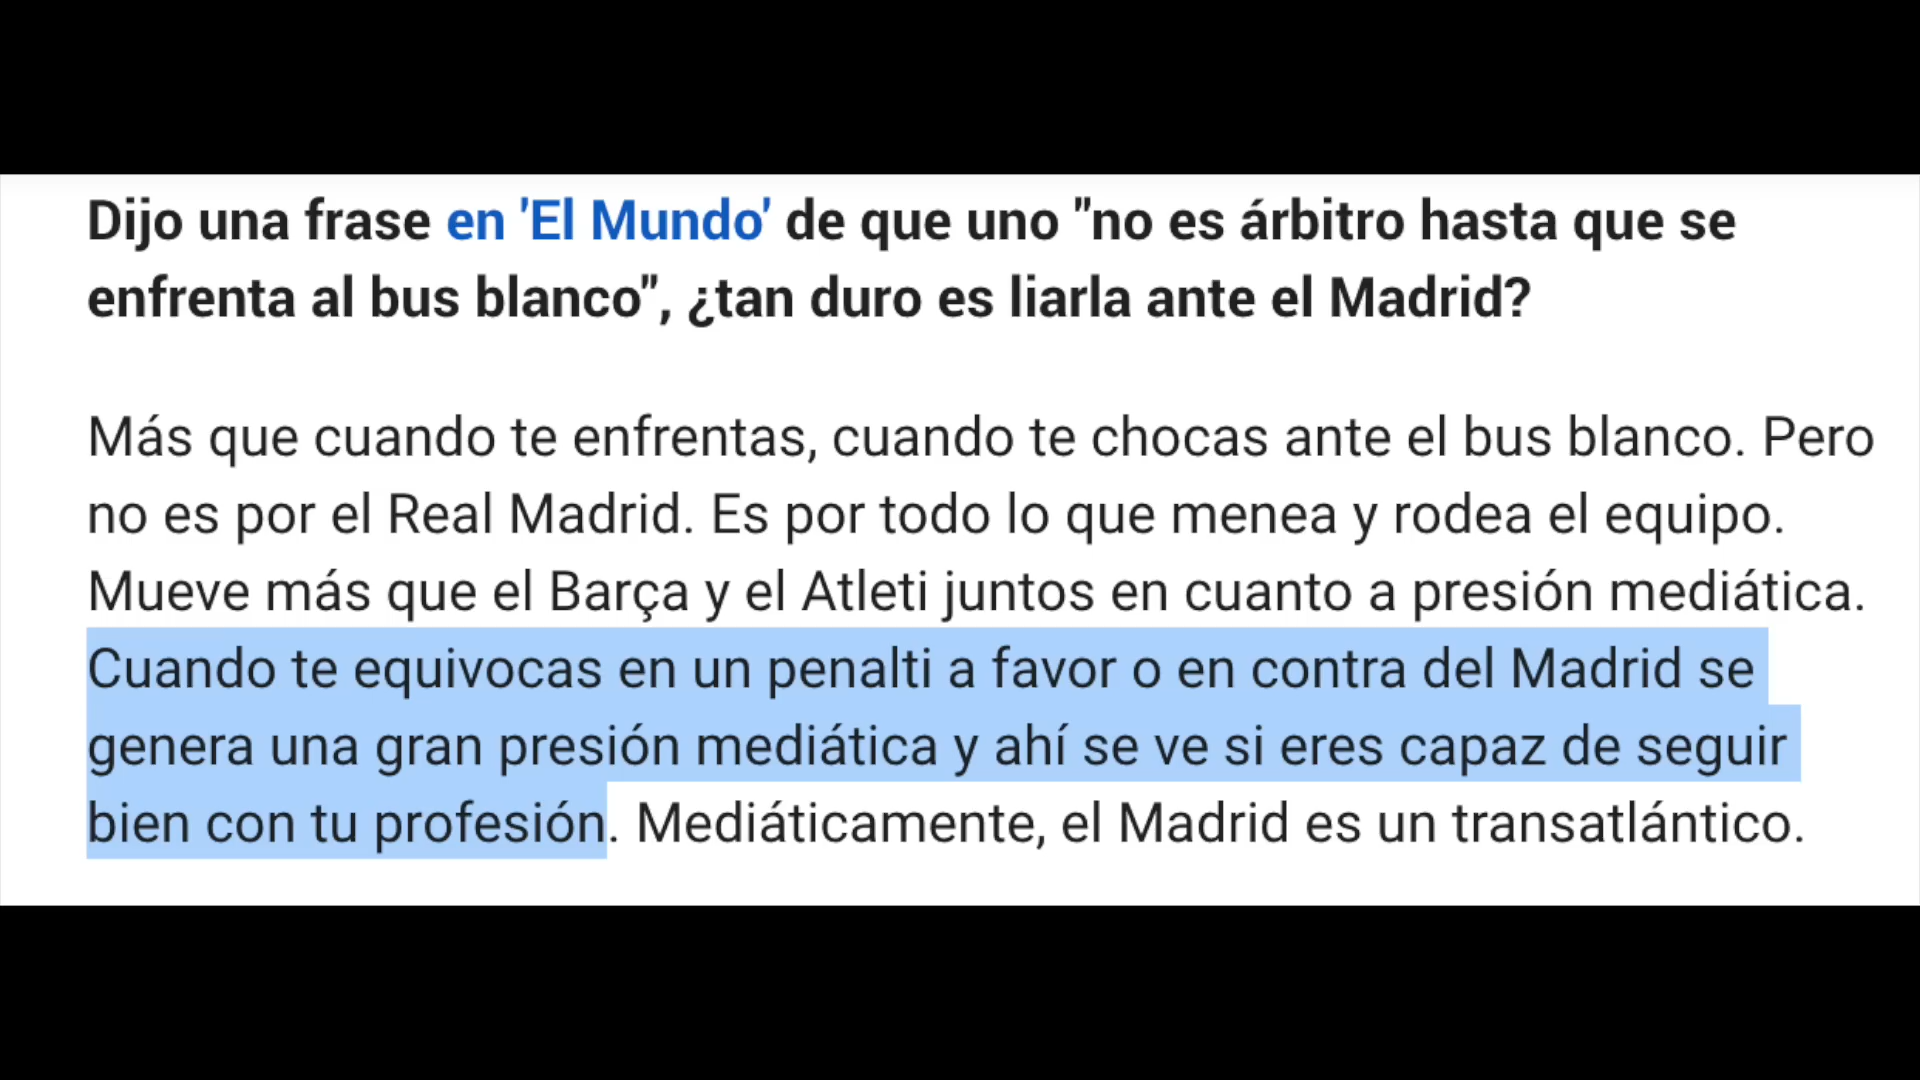 Dijo una frase en 'El Mundo' de que uno "no es árbitro hasta que se
enfrenta al bus blanco", ¿tan duro es liarla ante el Madrid?
Más que cuando te enfrentas, cuando te chocas ante el bus blanco. Pero
no es por el Real Madrid. Es por todo lo que menea y rodea el equipo.
Mueve más que el Barça y el Atleti juntos en cuanto a presión mediática.
Cuando te equivocas en un penalti a favor o en contra del Madrid se
genera una gran presión mediática y ahí se ve si eres capaz de seguir
bien con tu profesión. Mediáticamente, el Madrid es un transatlántico.